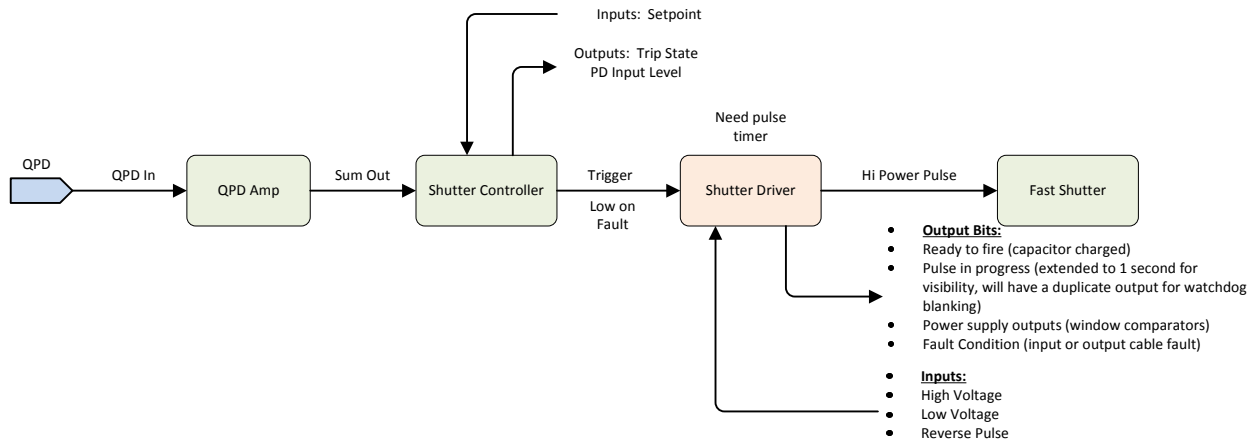 Inputs:  Setpoint
Outputs:  Trip State
PD Input Level
Need pulse
timer
QPD
QPD In
QPD Amp
Sum Out
Shutter Controller
Trigger
Low on
Fault
Shutter Driver
Hi Power Pulse
Fast Shutter
• Output Bits:
• Ready to fire (capacitor charged)
• Pulse in progress (extended to 1 second for
visibility, will have a duplicate output for watchdog
blanking)
• Power supply outputs (window comparators)
• Fault Condition (input or output cable fault)
• Inputs:
• High Voltage
• Low Voltage
• Reverse Pulse